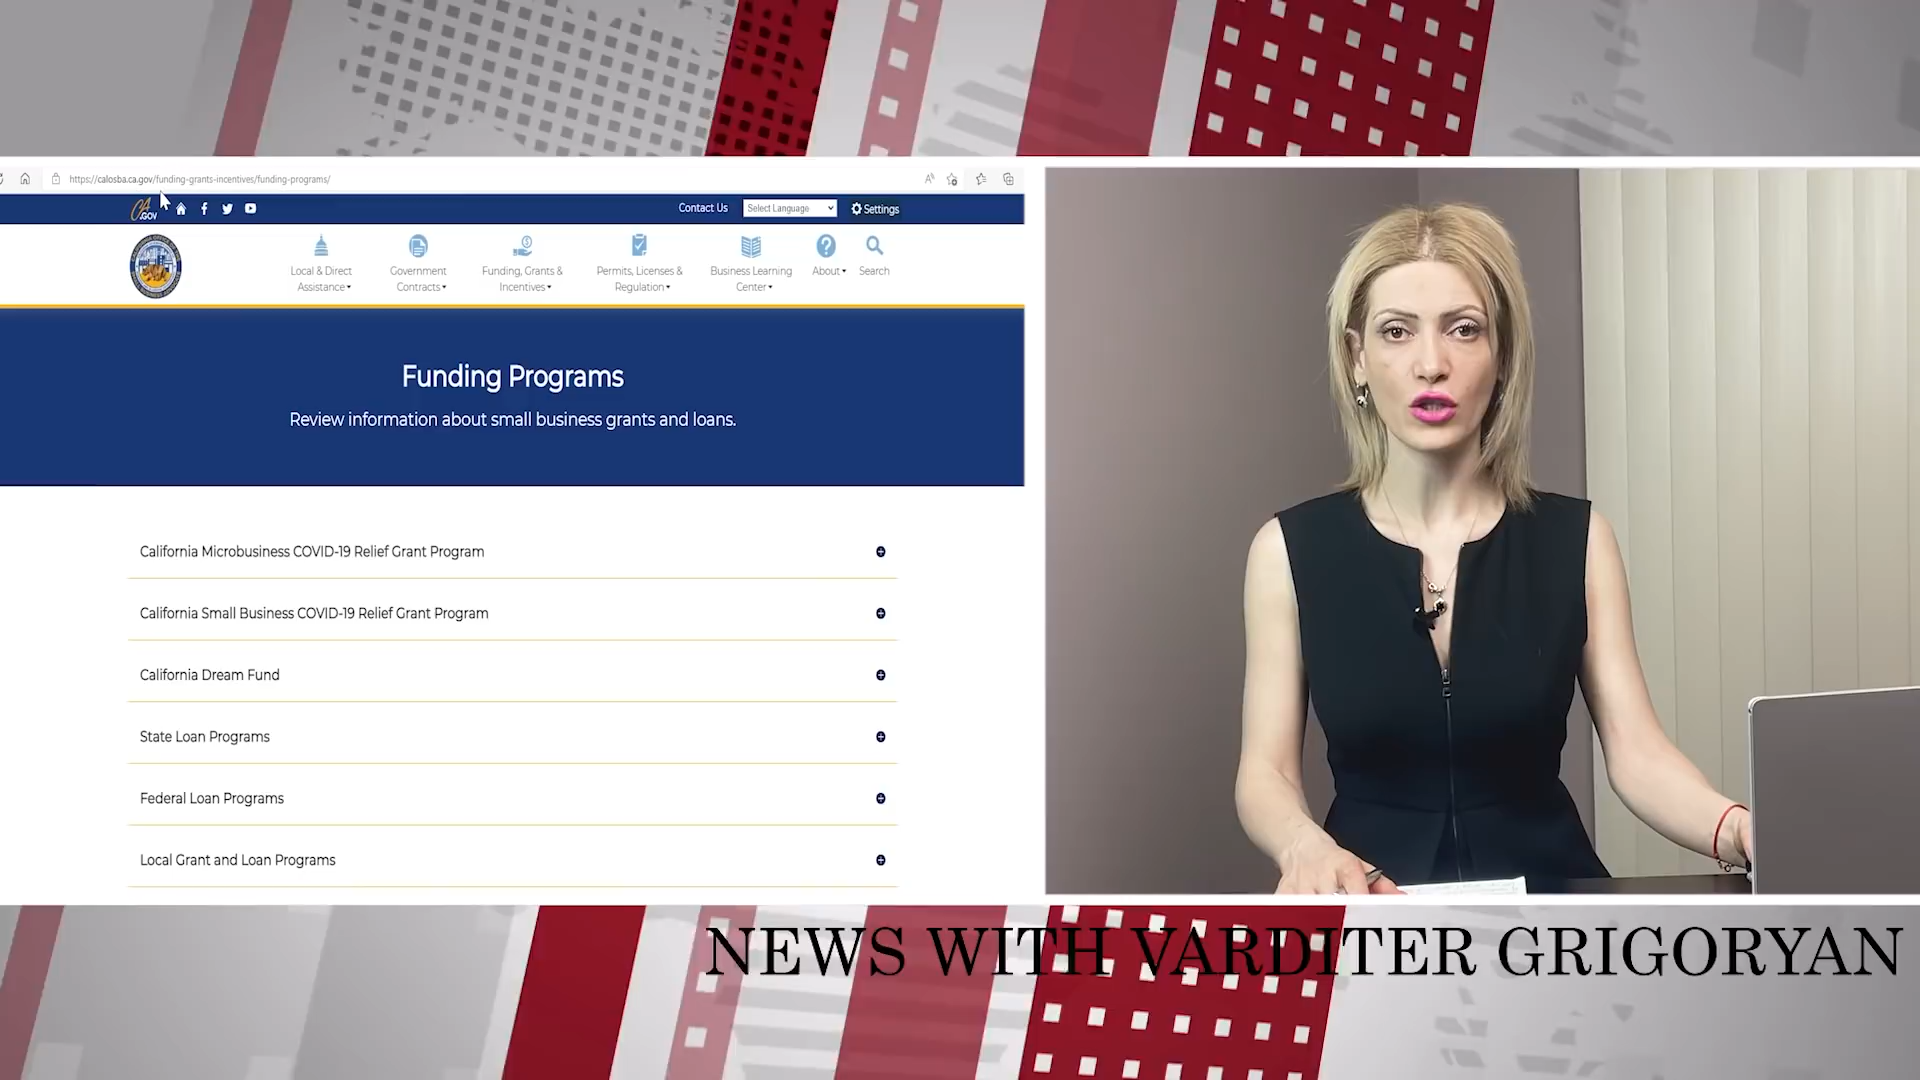 https://calosba.ca.gov/funding-grants-incentives/funding-programs/
CA
.GOV
Contact Us
Select Language
Settings
Local & Direct
Assistance
Government
Contracts
Funding, Grants &
Incentives
Permits, Licenses &
Regulation
Business Learning
Center
About
Search
Funding Programs
Review information about small business grants and loans.
California Microbusiness COVID-19 Relief Grant Program
California Small Business COVID-19 Relief Grant Program
California Dream Fund
State Loan Programs
Federal Loan Programs
Local Grant and Loan Programs
NEWS WITH VARDITER GRIGORYAN